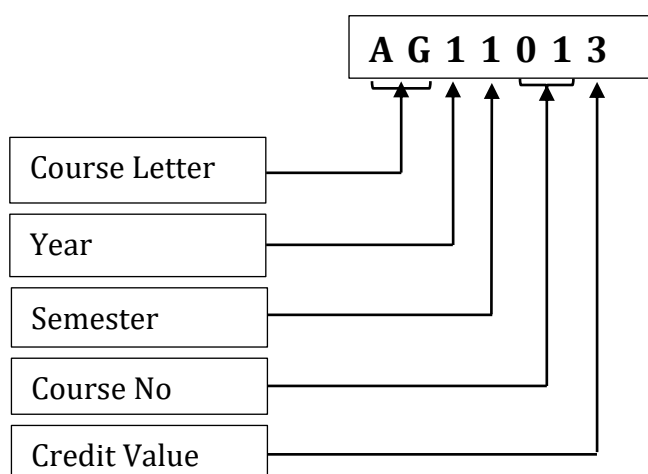 A G 1 1 0 1 3
Course Letter
Year
Semester
Course No
Credit Value